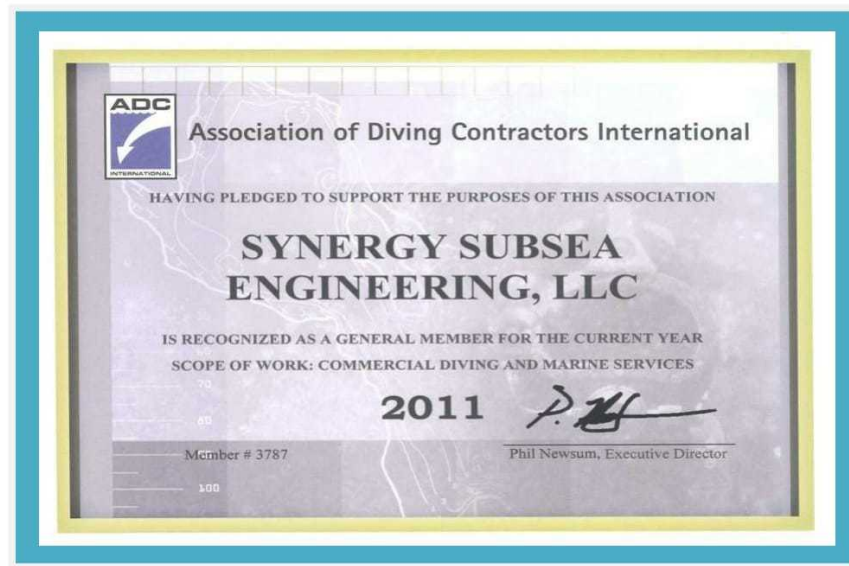 ADC
INTERNATIONAL
Association of Diving Contractors International
HAVING PLEDGED TO SUPPORT THE PURPOSES OF THIS ASSOCIATION
SYNERGY SUBSEA
ENGINEERING, LLC
IS RECOGNIZED AS A GENERAL MEMBER FOR THE CURRENT YEAR
SCOPE OF WORK: COMMERCIAL DIVING AND MARINE SERVICES
70
2011
80
Member # 3787
Phil Newsum, Executive Director
100